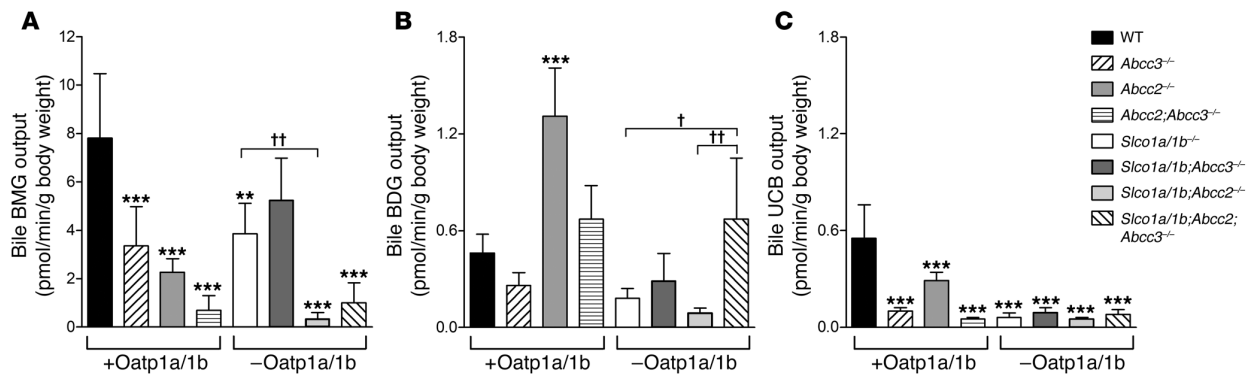 A
Bile BMG output
(pmol/min/g body weight)
12
10
8
6
4
2
0
***
***
***
**
††
***
***
+Oatp1a/1b
−Oatp1a/1b
B
Bile BDG output
(pmol/min/g body weight)
1.8
1.2
0.6
0.0
***
†
††
+Oatp1a/1b
−Oatp1a/1b
C
Bile UCB output
(pmol/min/g body weight)
1.8
1.2
0.6
0.0
***
***
***
***
***
***
***
+Oatp1a/1b
−Oatp1a/1b
WT
Abcc3–/–
Abcc2–/–
Abcc2;Abcc3–/–
Slco1a/1b–/–
Slco1a/1b;Abcc3–/–
Slco1a/1b;Abcc2–/–
Slco1a/1b;Abcc2;
Abcc3–/–